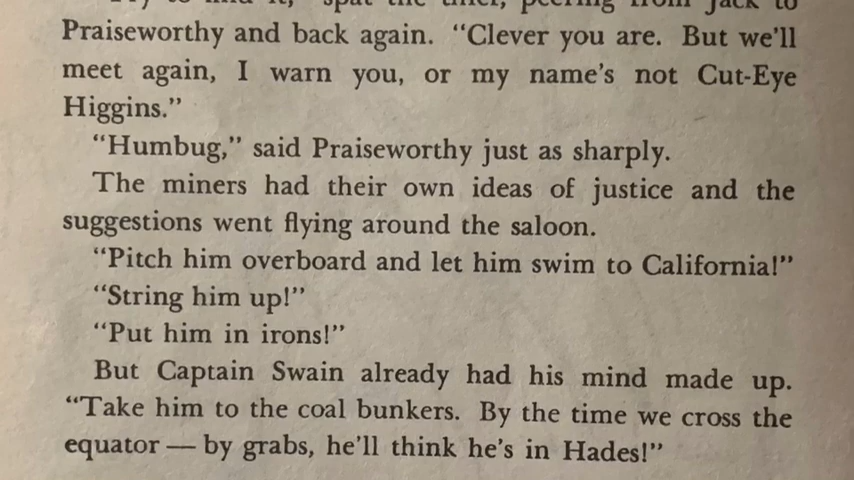 Praiseworthy and back again. “Clever you are. But we’ll
meet again, I warn you, or my name’s not Cut-Eye
Higgins.”
“Humbug,” said Praiseworthy just as sharply.
The miners had their own ideas of justice and the
suggestions went flying around the saloon.
“Pitch him overboard and let him swim to California!”
“String him up!”
“Put him in irons!”
But Captain Swain already had his mind made up.
“Take him to the coal bunkers. By the time we cross the
equator — by grabs, he’ll think he’s in Hades!”